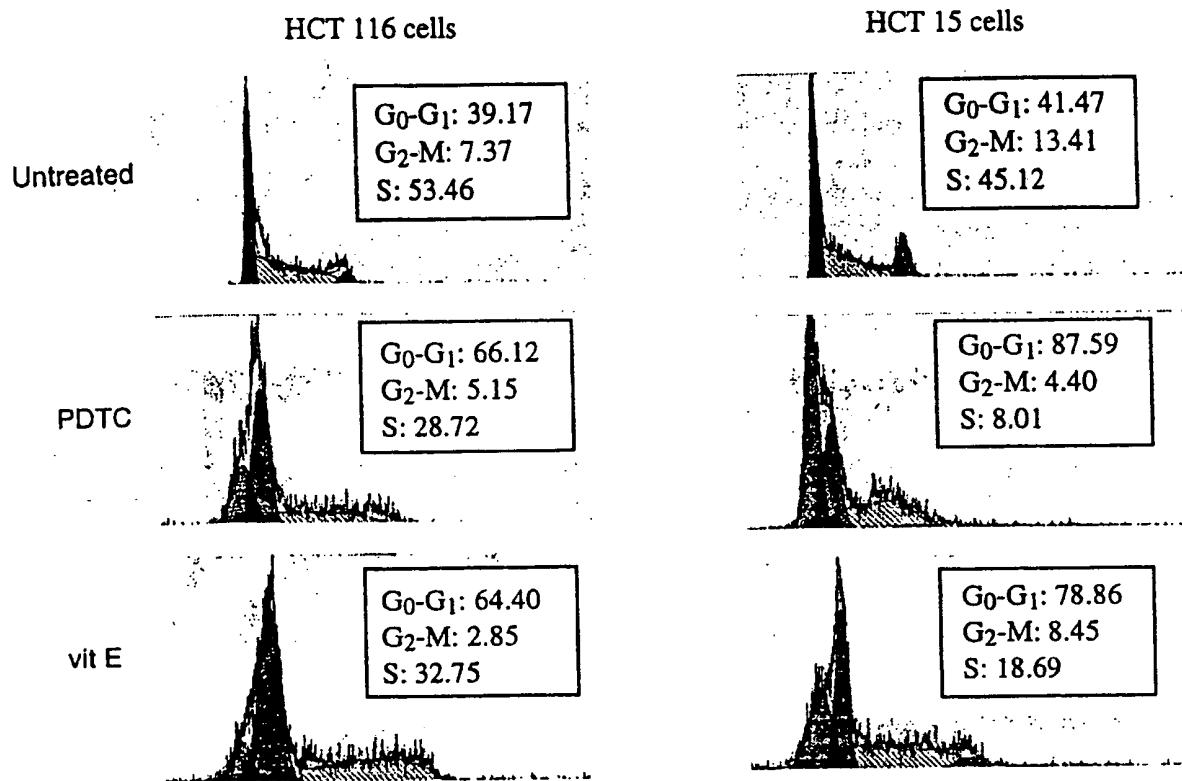 HCT 116 cells
HCT 15 cells
Untreated
G0-G1: 39.17
G2-M: 7.37
S: 53.46
G0-G1: 41.47
G2-M: 13.41
S: 45.12
PDTC
G0-G1: 66.12
G2-M: 5.15
S: 28.72
G0-G1: 87.59
G2-M: 4.40
S: 8.01
vit E
G0-G1: 64.40
G2-M: 2.85
S: 32.75
G0-G1: 78.86
G2-M: 8.45
S: 18.69